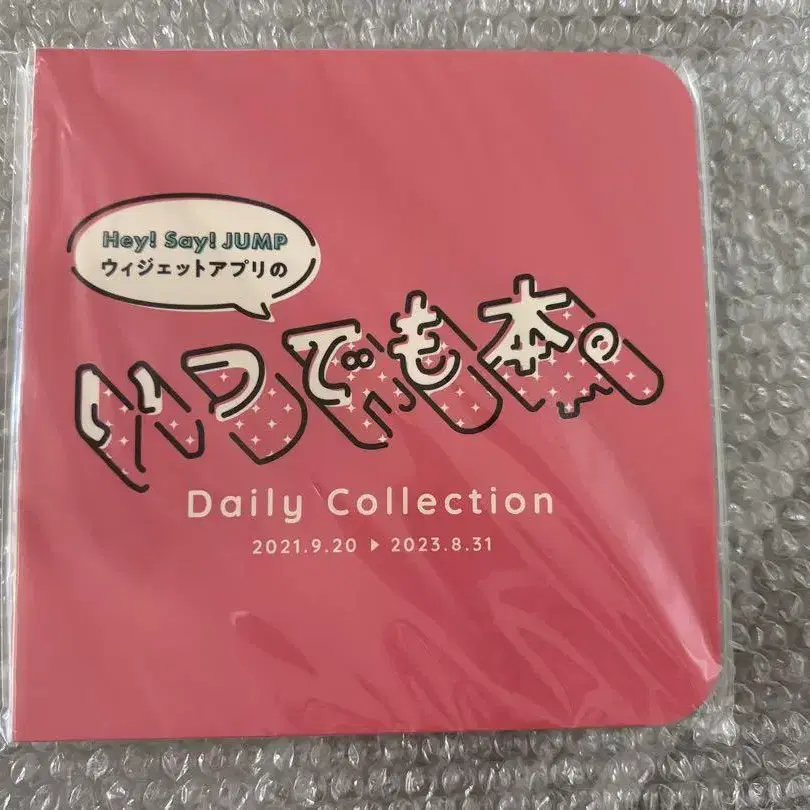 Hey! Say! JUMP
ウィジェットアプリの
いつでも本。
Daily Collection
2021.9.20 ▶ 2023.8.31